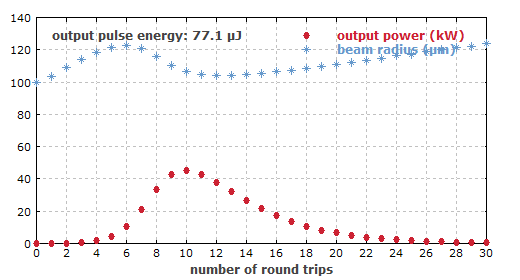 140
output pulse energy: 77.1 µJ output power (kW)
beam radius (µm)
120
100
80
60
40
20
0
0 2 4 6 8 10 12 14 16 18 20 22 24 26 28 30
number of round trips